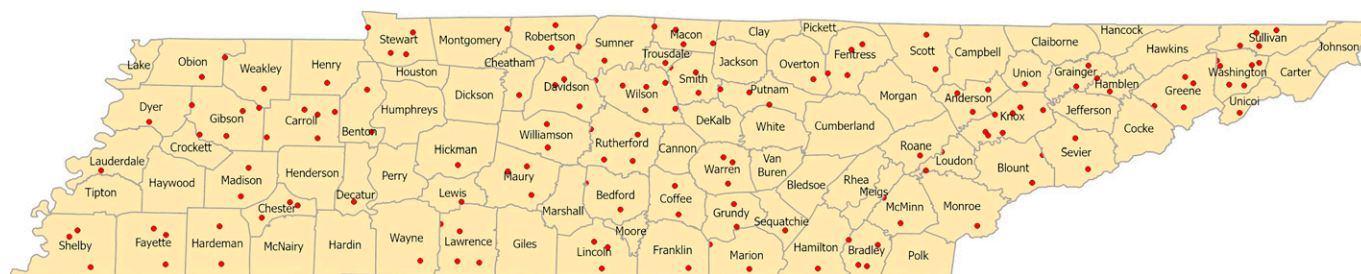 Stewart
Montgomery
Robertson
Sumner
Macon
Clay
Pickett
Trousdale
Fentress
Scott
Campbell
Claiborne
Hancock
Hawkins
Sullivan
Johnson
Lake
Obion
Weakley
Henry
Houston
Cheatham
Davidson
Wilson
Smith
Jackson
Overton
Putnam
Morgan
Anderson
Union
Grainger
Hamblen
Greene
Washington
Carter
Unicoi
Dyer
Gibson
Carroll
Benton
Humphreys
Dickson
Williamson
Rutherford
Cannon
DeKalb
White
Cumberland
Roane
Knox
Jefferson
Cocke
Crockett
Lauderdale
Tipton
Haywood
Madison
Henderson
Decatur
Perry
Hickman
Lewis
Maury
Marshall
Bedford
Coffee
Warren
Van
Buren
Bledsoe
Rhea
Meigs
Loudon
Blount
Sevier
Monroe
McMinn
Shelby
Fayette
Hardeman
Chester
McNairy
Hardin
Wayne
Lawrence
Giles
Lincoln
Moore
Franklin
Grundy
Sequatchie
Marion
Hamilton
Bradley
Polk